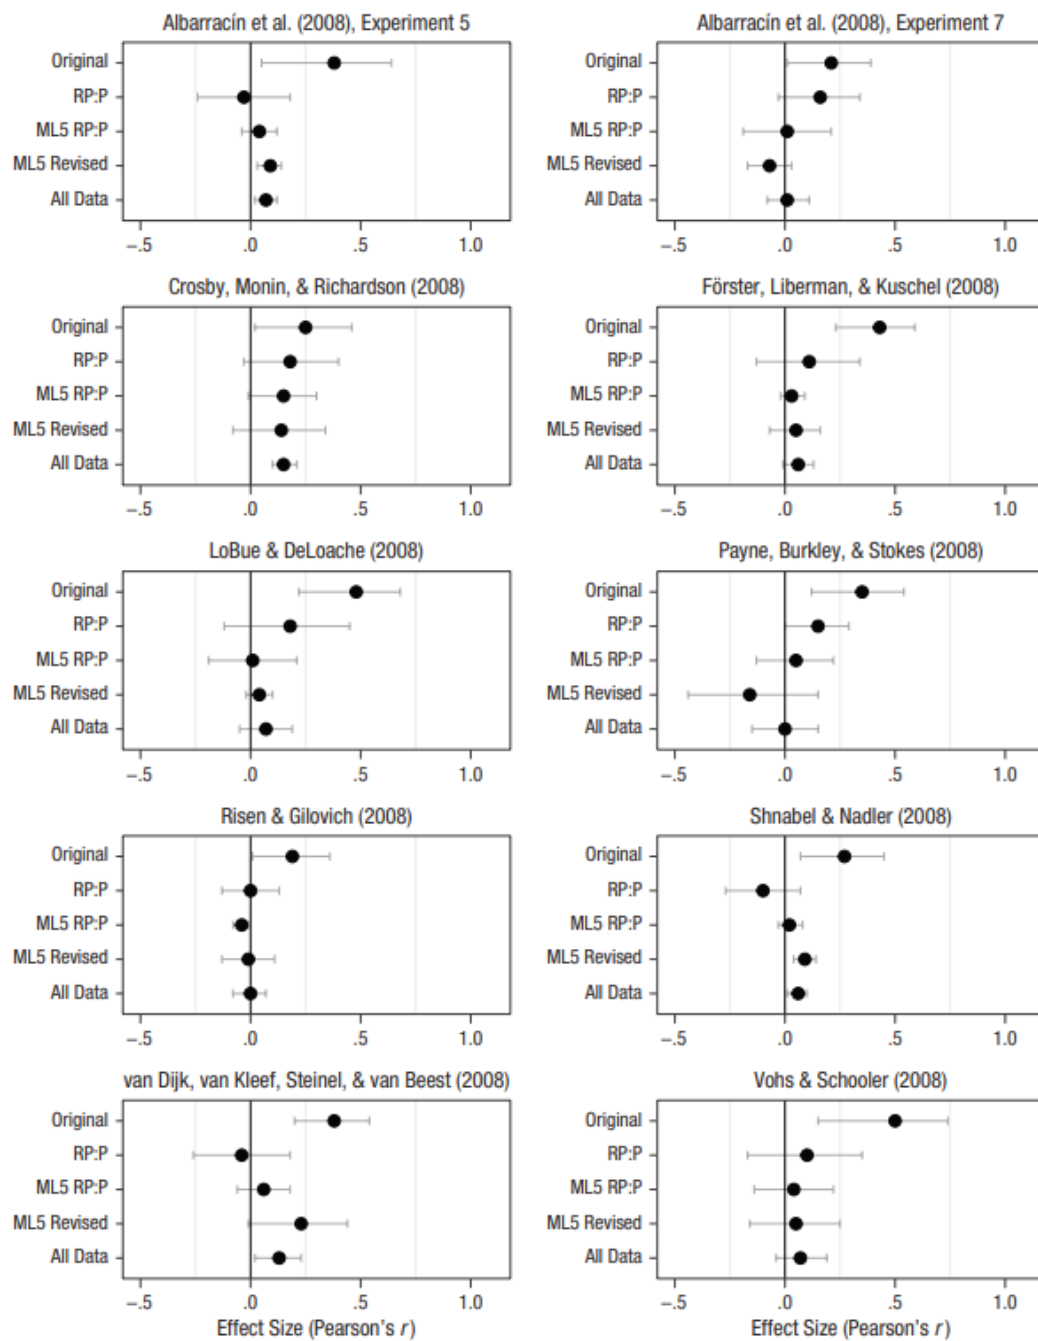 Albarracín et al. (2008), Experiment 5
Original
RP:P
ML5 RP:P
ML5 Revised
All Data
–.5 .0 .5 1.0
Albarracín et al. (2008), Experiment 7
Original
RP:P
ML5 RP:P
ML5 Revised
All Data
–.5 .0 .5 1.0
Crosby, Monin, & Richardson (2008)
Original
RP:P
ML5 RP:P
ML5 Revised
All Data
–.5 .0 .5 1.0
Förster, Liberman, & Kuschel (2008)
Original
RP:P
ML5 RP:P
ML5 Revised
All Data
–.5 .0 .5 1.0
LoBue & DeLoache (2008)
Original
RP:P
ML5 RP:P
ML5 Revised
All Data
–.5 .0 .5 1.0
Payne, Burkley, & Stokes (2008)
Original
RP:P
ML5 RP:P
ML5 Revised
All Data
–.5 .0 .5 1.0
Risen & Gilovich (2008)
Original
RP:P
ML5 RP:P
ML5 Revised
All Data
–.5 .0 .5 1.0
Shnabel & Nadler (2008)
Original
RP:P
ML5 RP:P
ML5 Revised
All Data
–.5 .0 .5 1.0
van Dijk, van Kleef, Steinel, & van Beest (2008)
Original
RP:P
ML5 RP:P
ML5 Revised
All Data
–.5 .0 .5 1.0
Effect Size (Pearson's r)
Vohs & Schooler (2008)
Original
RP:P
ML5 RP:P
ML5 Revised
All Data
–.5 .0 .5 1.0
Effect Size (Pearson's r)